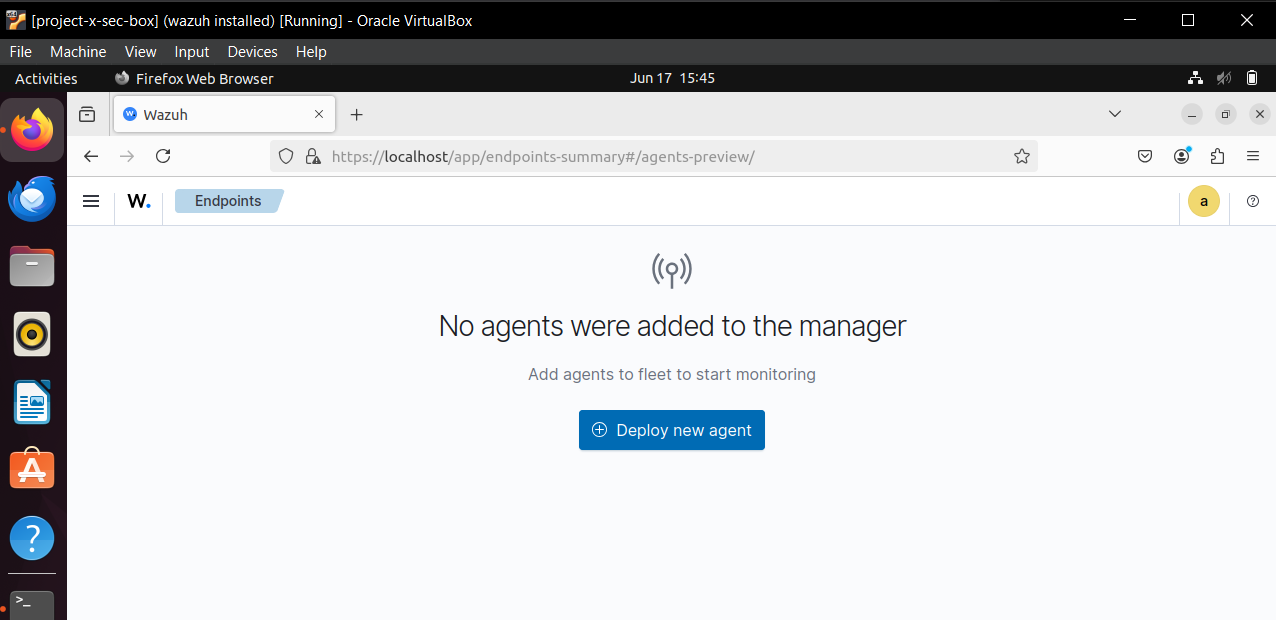 [project-x-sec-box] (wazuh installed) [Running] - Oracle VirtualBox
File Machine View Input Devices Help
Activities Firefox Web Browser Jun 17 15:45
Wazuh
https://localhost/app/endpoints-summary#/agents-preview/
W. Endpoints a
No agents were added to the manager
Add agents to fleet to start monitoring
Deploy new agent